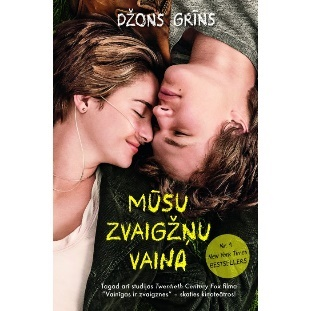 DŽONS GRĪNS
MŪSU
ZVAIGŽŅU
VAINA
Nr. 1
New York Times
BESTSELLERS
Tagad arī studijas Twentieth Century Fox filma
"Vainīgas ir zvaigznes" – skaties kinoteātros!